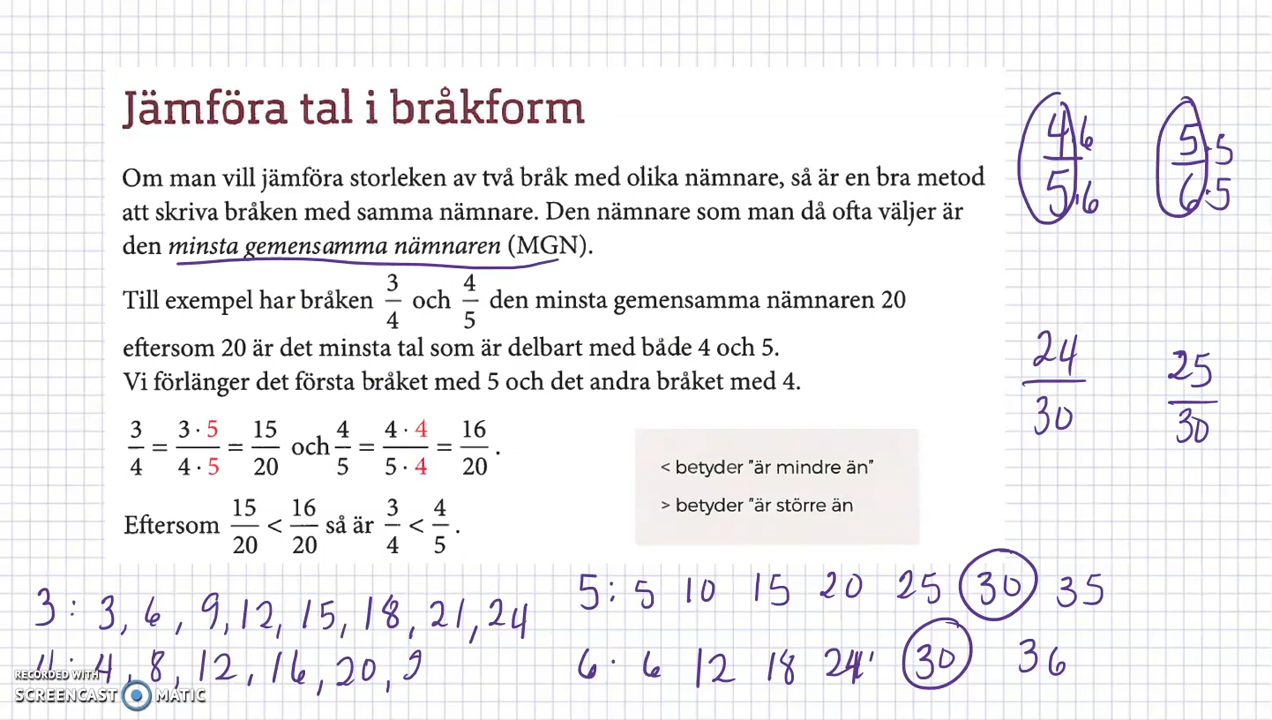 Jämföra tal i bråkform
Om man vill jämföra storleken av två bråk med olika nämnare, så är en bra metod
att skriva bråken med samma nämnare. Den nämnare som man då ofta väljer är
den minsta gemensamma nämnaren (MGN).
Till exempel har bråken 3/4 och 4/5 den minsta gemensamma nämnaren 20
eftersom 20 är det minsta tal som är delbart med både 4 och 5.
Vi förlänger det första bråket med 5 och det andra bråket med 4.
3/4 = 3 · 5/4 · 5 = 15/20 och 4/5 = 4 · 4/5 · 4 = 16/20 .
Eftersom 15/20 < 16/20 så är 3/4 < 4/5 .
< betyder "är mindre än"
> betyder "är större än
4 6 / 5 · 6
5 · 5 / 6 · 5
24/30
25/30
3 : 3, 6, 9, 12, 15, 18, 21, 24
4 : 4, 8, 12, 16, 20,
5 : 5 10 15 20 25 30 35
6 · 6 12 18 24 30 36
RECORDED WITH
SCREENCAST MATIC